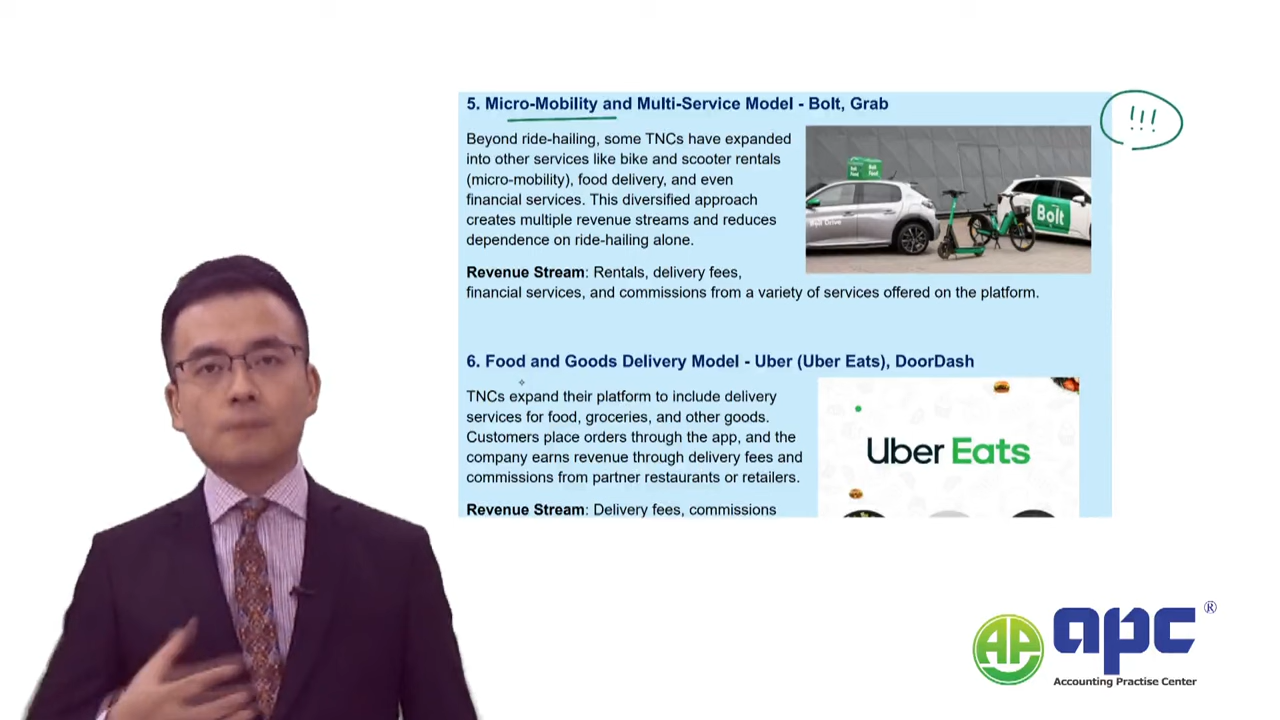 5. Micro-Mobility and Multi-Service Model - Bolt, Grab
!!!
Beyond ride-hailing, some TNCs have expanded
into other services like bike and scooter rentals
(micro-mobility), food delivery, and even
financial services. This diversified approach
creates multiple revenue streams and reduces
dependence on ride-hailing alone.
Revenue Stream: Rentals, delivery fees,
financial services, and commissions from a variety of services offered on the platform.
Bolt
6. Food and Goods Delivery Model - Uber (Uber Eats), DoorDash
TNCs expand their platform to include delivery
services for food, groceries, and other goods.
Customers place orders through the app, and the
company earns revenue through delivery fees and
commissions from partner restaurants or retailers.
Revenue Stream: Delivery fees, commissions
Uber Eats
AP apc ®
Accounting Practise Center